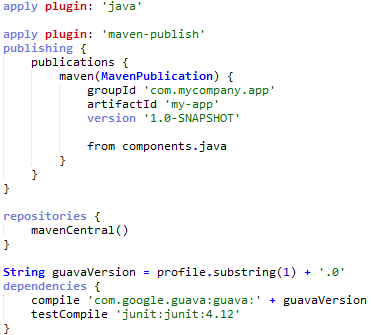 apply plugin: 'java'

apply plugin: 'maven-publish'
publishing {
    publications {
        maven(MavenPublication) {
            groupId 'com.mycompany.app'
            artifactId 'my-app'
            version '1.0-SNAPSHOT'

            from components.java
        }
    }
}

repositories {
    mavenCentral()
}

String guavaVersion = profile.substring(1) + '.0'
dependencies {
    compile 'com.google.guava:guava:' + guavaVersion
    testCompile 'junit:junit:4.12'
}